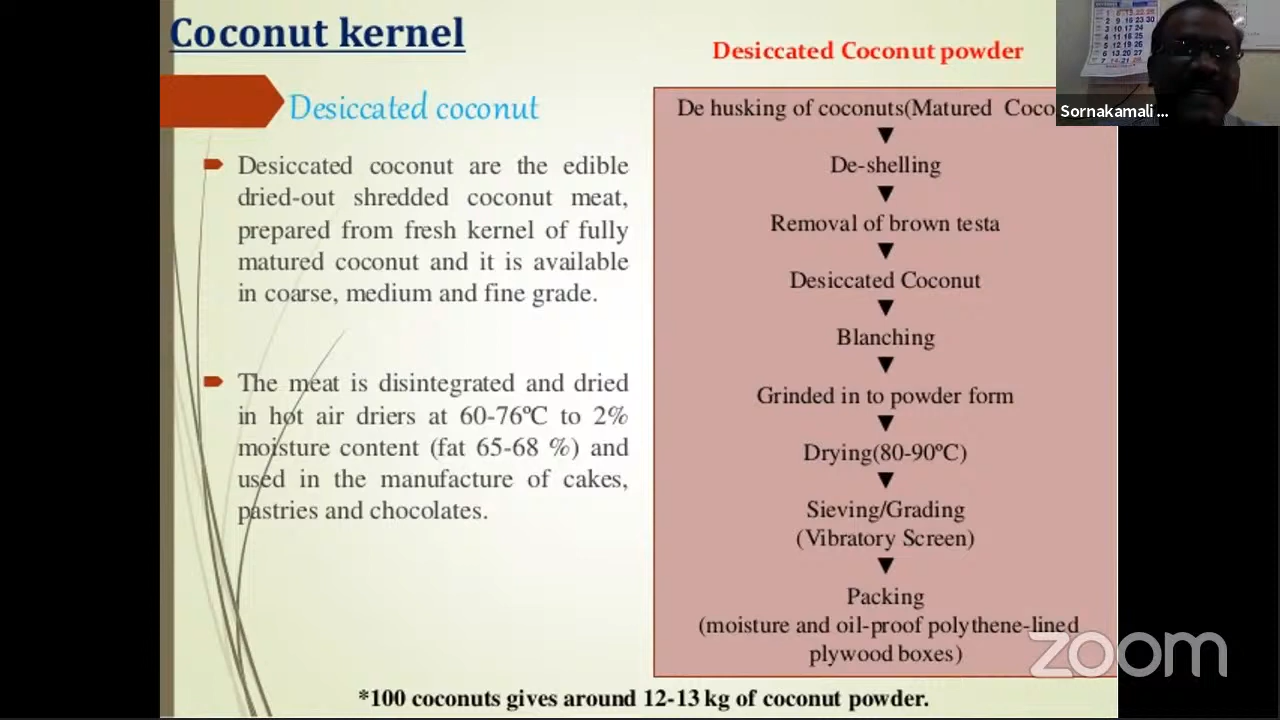 Coconut kernel
Desiccated coconut
Desiccated coconut are the edible
dried-out shredded coconut meat,
prepared from fresh kernel of fully
matured coconut and it is available
in coarse, medium and fine grade.
The meat is disintegrated and dried
in hot air driers at 60-76ºC to 2%
moisture content (fat 65-68 %) and
used in the manufacture of cakes,
pastries and chocolates.
Desiccated Coconut powder
De husking of coconuts(Matured Coco
De-shelling
Removal of brown testa
Desiccated Coconut
Blanching
Grinded in to powder form
Drying(80-90ºC)
Sieving/Grading
(Vibratory Screen)
Packing
(moisture and oil-proof polythene-lined
plywood boxes)
*100 coconuts gives around 12-13 kg of coconut powder.
Sornakamali ...
zoom